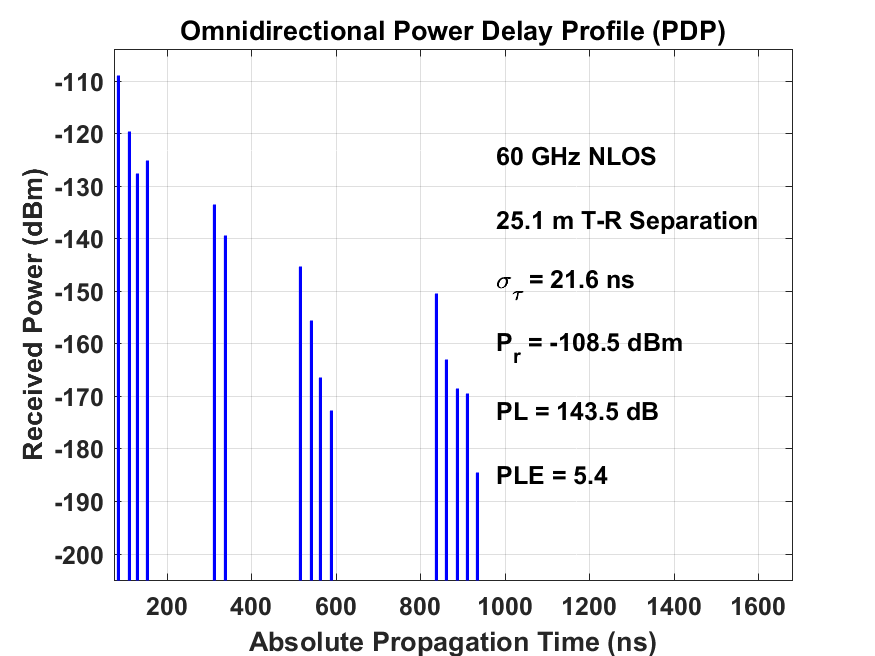 Omnidirectional Power Delay Profile (PDP)
Received Power (dBm)
-110
-120
-130
-140
-150
-160
-170
-180
-190
-200
60 GHz NLOS
25.1 m T-R Separation
σ_τ = 21.6 ns
P_r = -108.5 dBm
PL = 143.5 dB
PLE = 5.4
200 400 600 800 1000 1200 1400 1600
Absolute Propagation Time (ns)